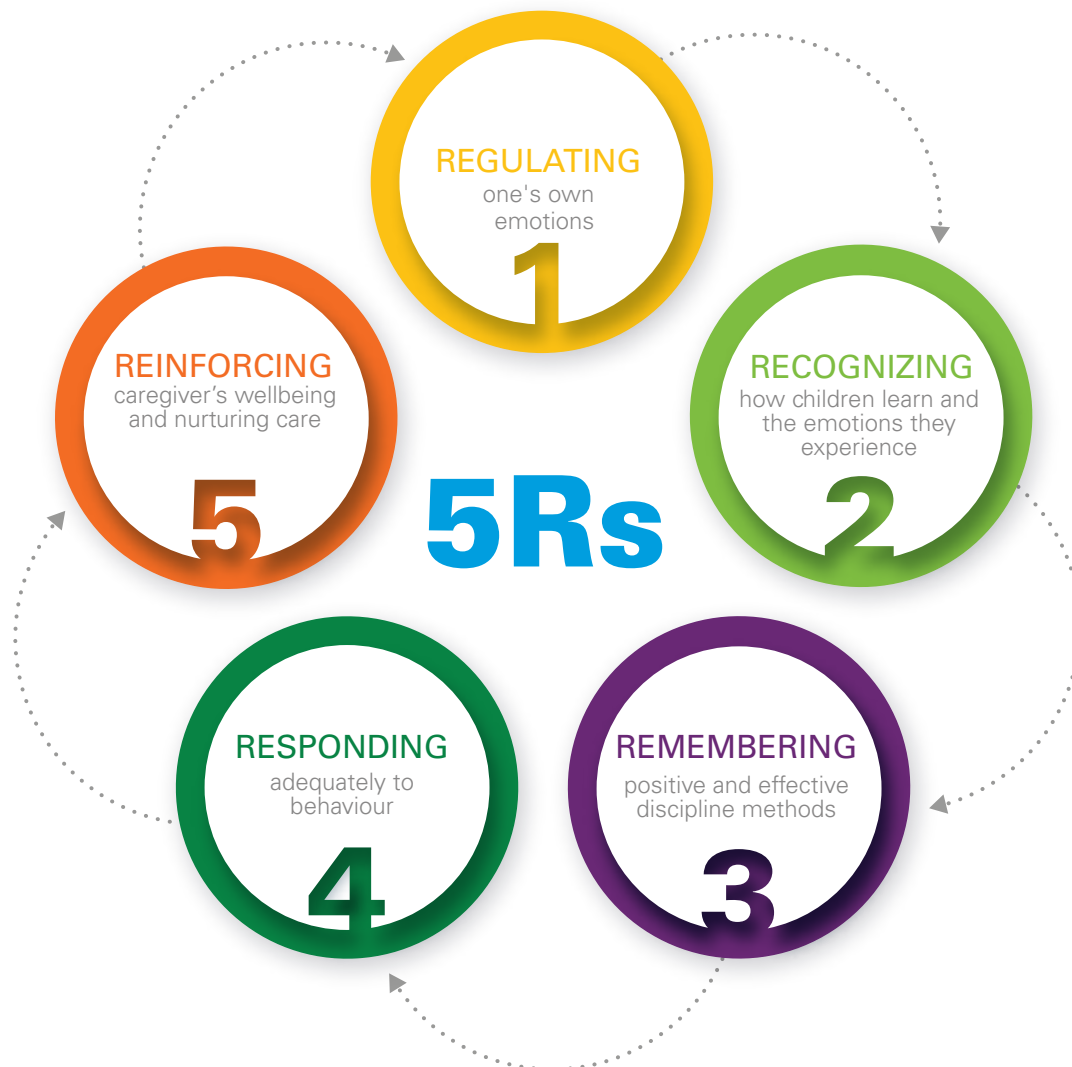 REGULATING
one's own
emotions
1
RECOGNIZING
how children learn and
the emotions they
experience
2
REMEMBERING
positive and effective
discipline methods
3
RESPONDING
adequately to
behaviour
4
REINFORCING
caregiver’s wellbeing
and nurturing care
5
5Rs